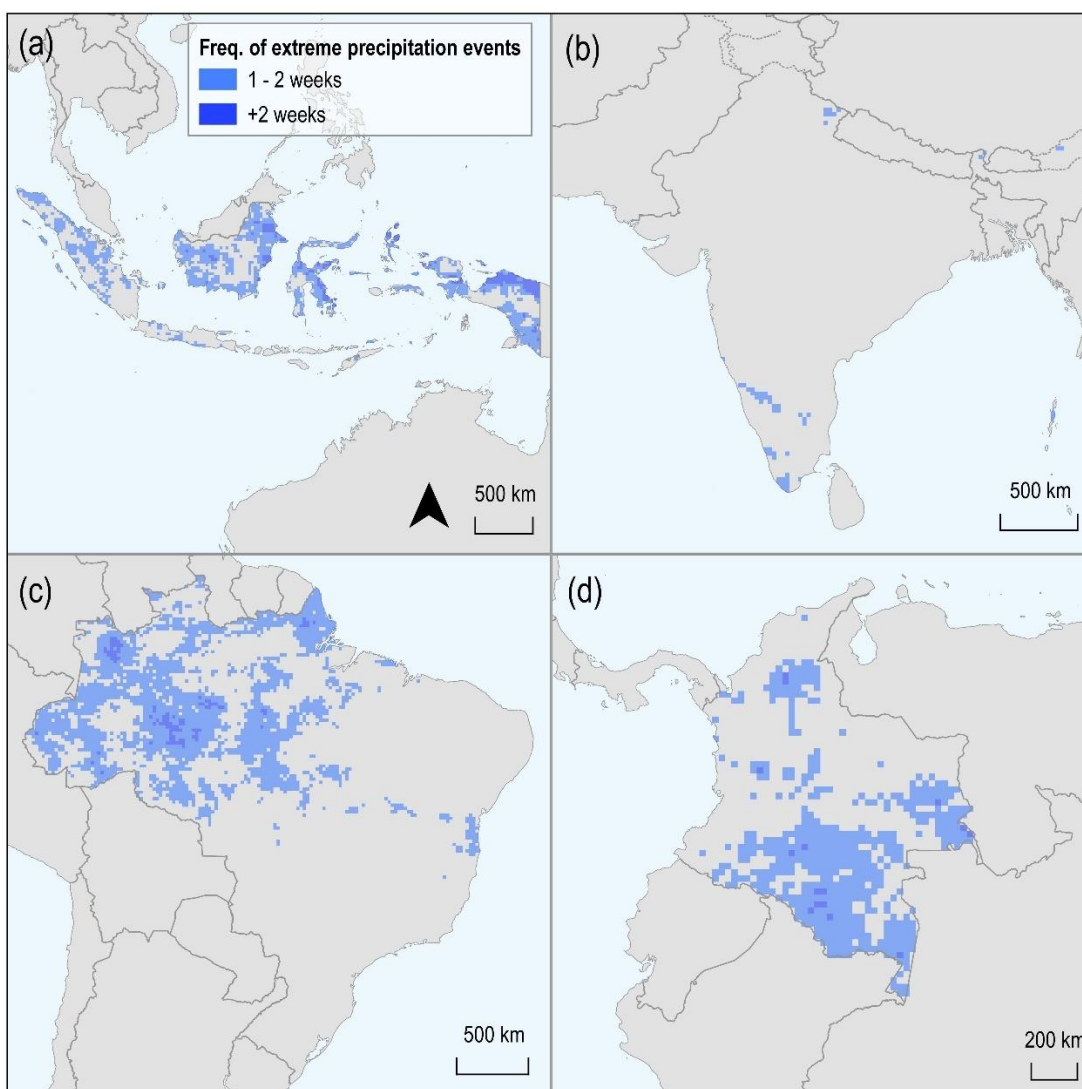 (a)
Freq. of extreme precipitation events
1 - 2 weeks
+2 weeks
500 km
(b)
500 km
(c)
500 km
(d)
200 km